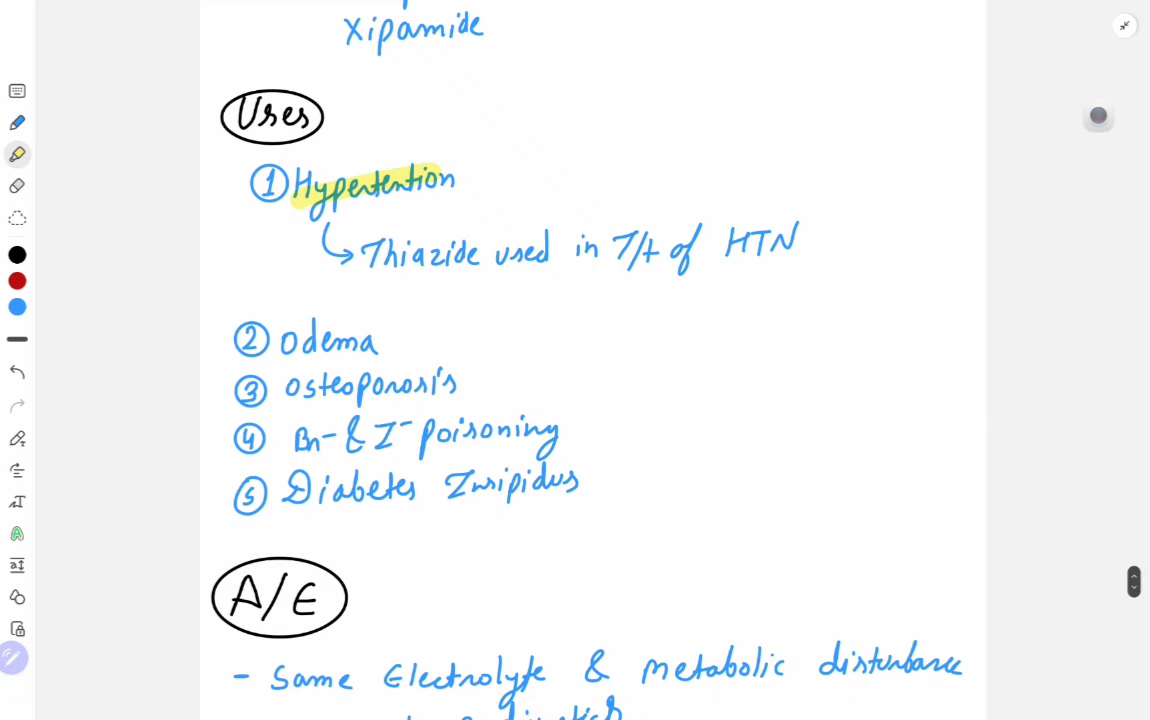 Xipamide
Uses
① Hypertention
↳ Thiazide used in T/t of HTN
② Odema
③ Osteoporosis
④ Br- & I- poisoning
⑤ Diabetes Insipidus
A/E
- Same Electrolyte & Metabolic disturbance